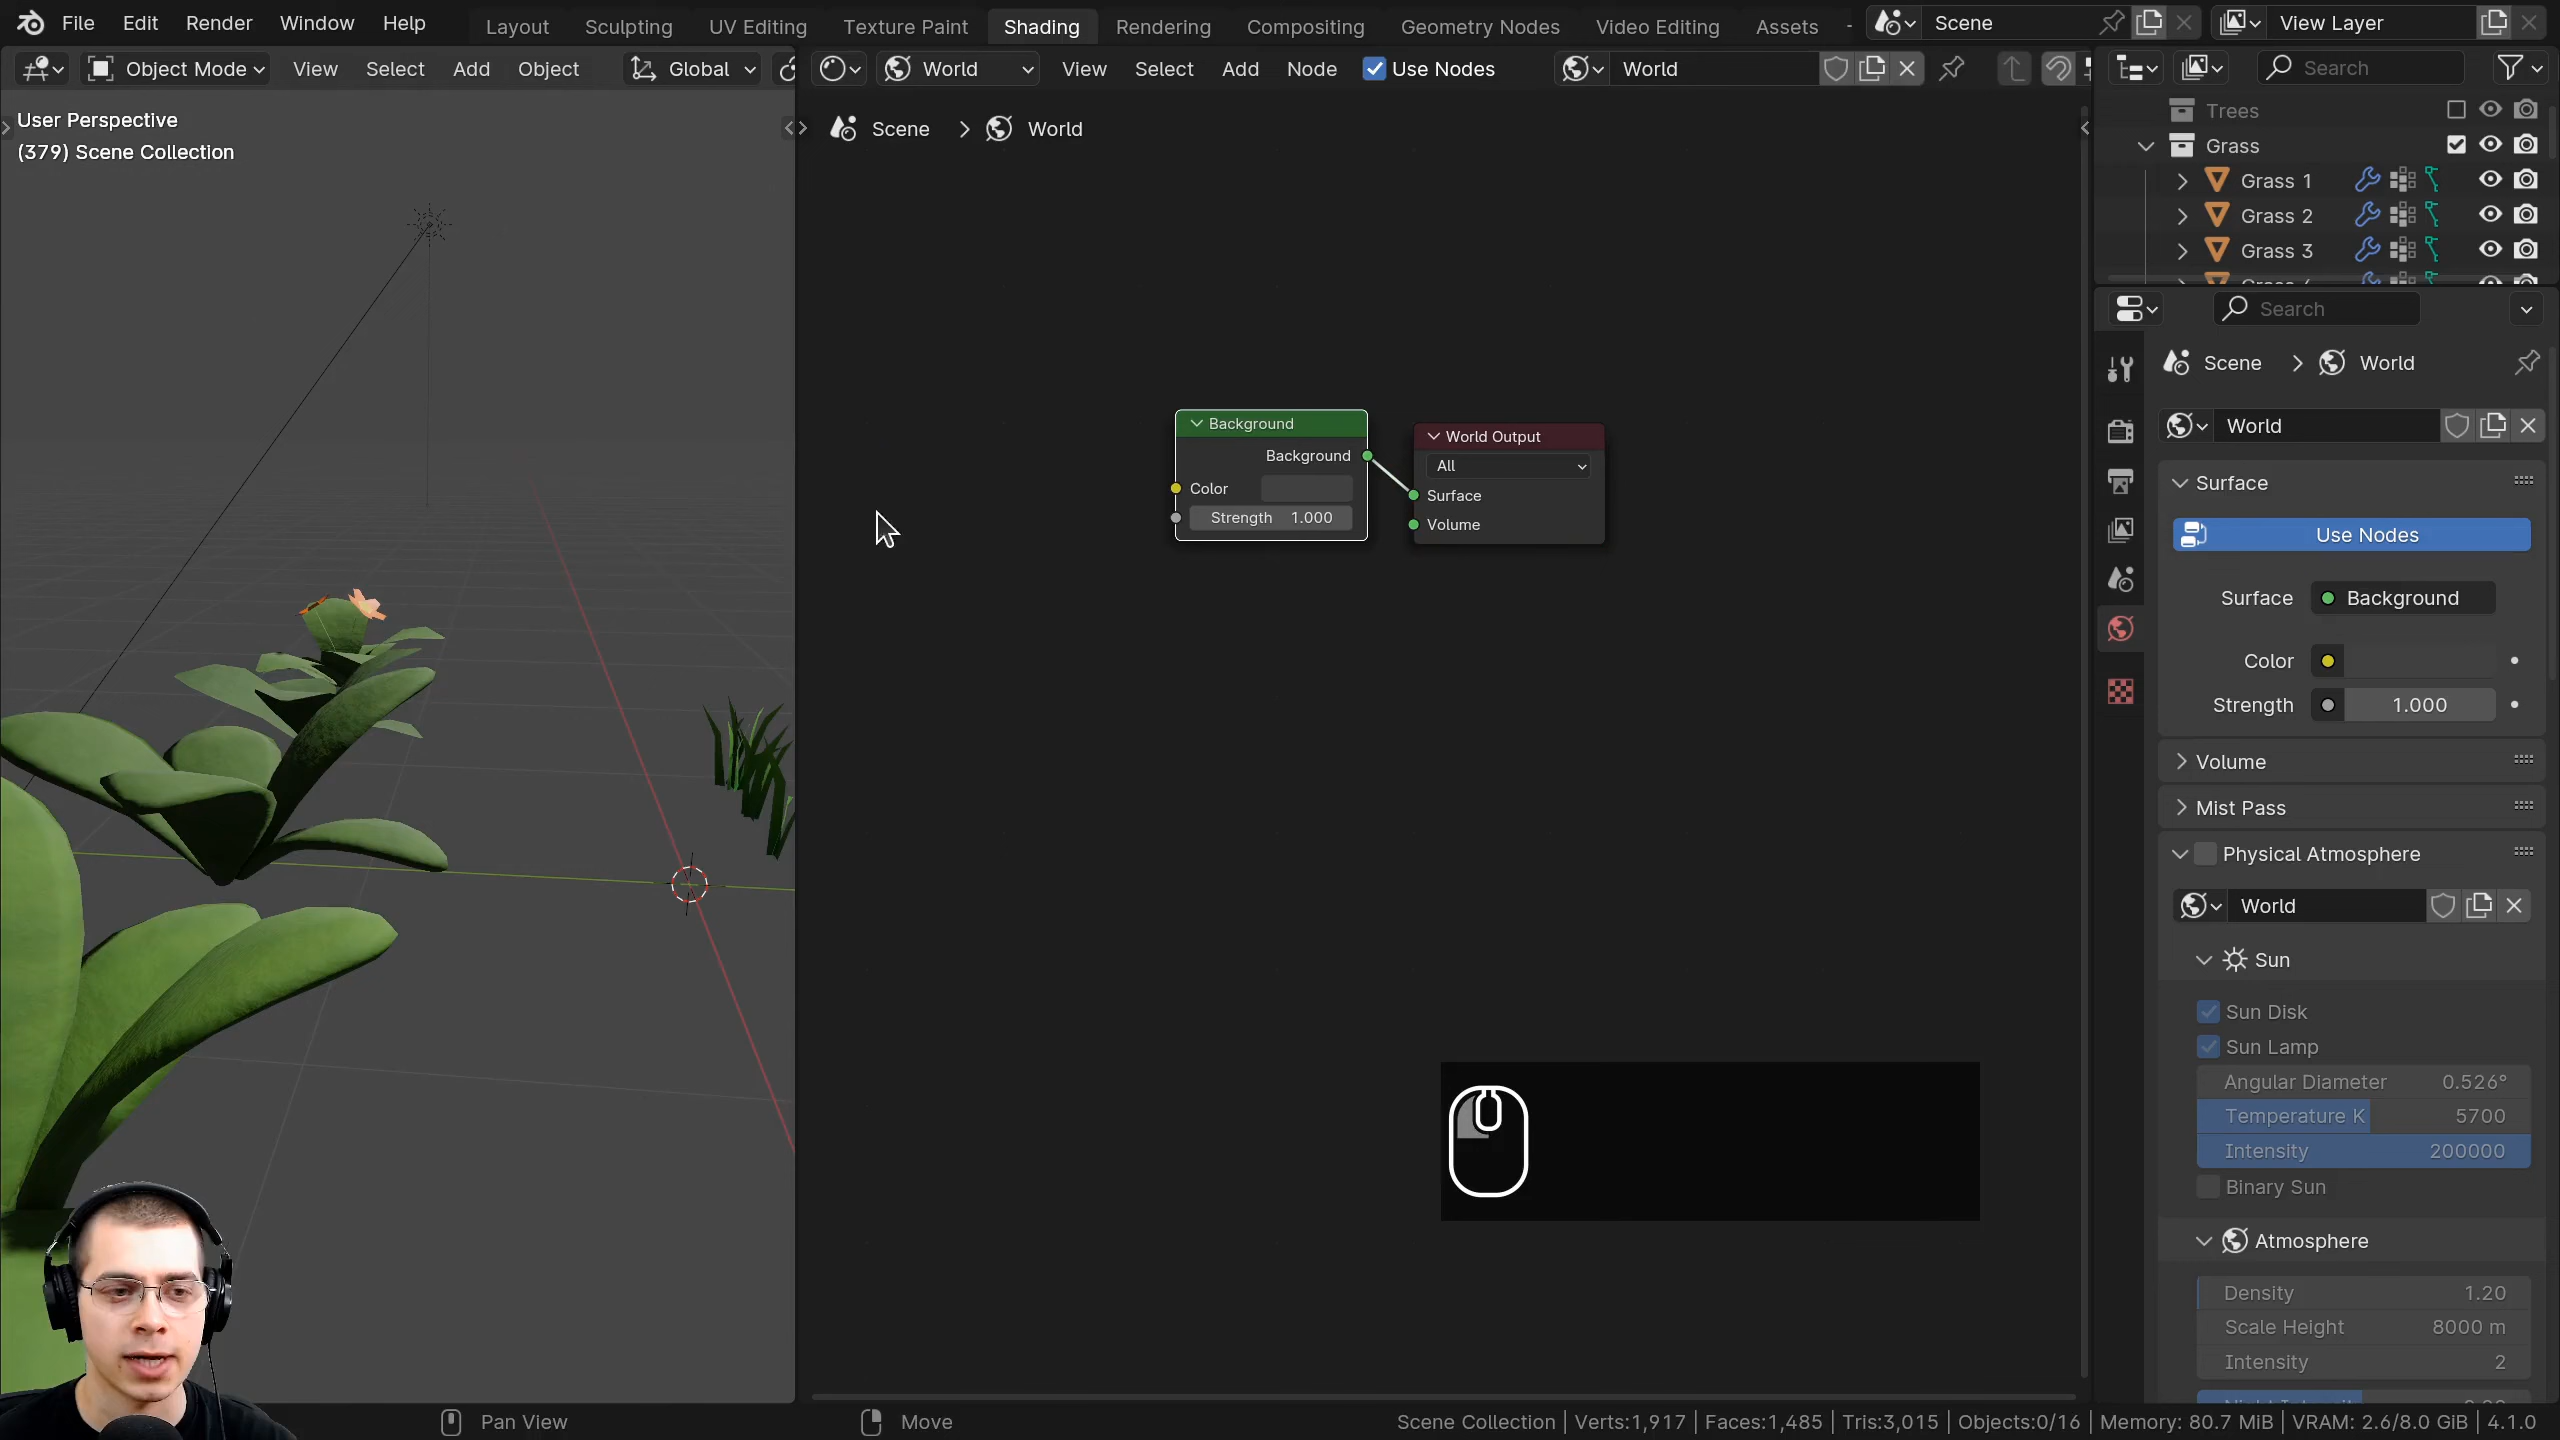 File Edit Render Window Help
Layout Sculpting UV Editing Texture Paint Shading Rendering Compositing Geometry Nodes Video Editing Assets
Scene
View Layer
Object Mode View Select Add Object Global
World View Select Add Node Use Nodes World
Search
User Perspective
(379) Scene Collection
Scene > World
Trees
Grass
Grass 1
Grass 2
Grass 3
Search
Scene > World
World
Background
Background
Color
Strength 1.000
World Output
All
Surface
Volume
Surface
Use Nodes
Surface Background
Color
Strength 1.000
Volume
Mist Pass
Physical Atmosphere
World
Sun
Sun Disk
Sun Lamp
Angular Diameter 0.526°
Temperature K 5700
Intensity 200000
Binary Sun
Atmosphere
Density 1.20
Scale Height 8000 m
Intensity 2
Pan View
Move
Scene Collection | Verts:1,917 | Faces:1,485 | Tris:3,015 | Objects:0/16 | Memory: 80.7 MiB | VRAM: 2.6/8.0 GiB | 4.1.0